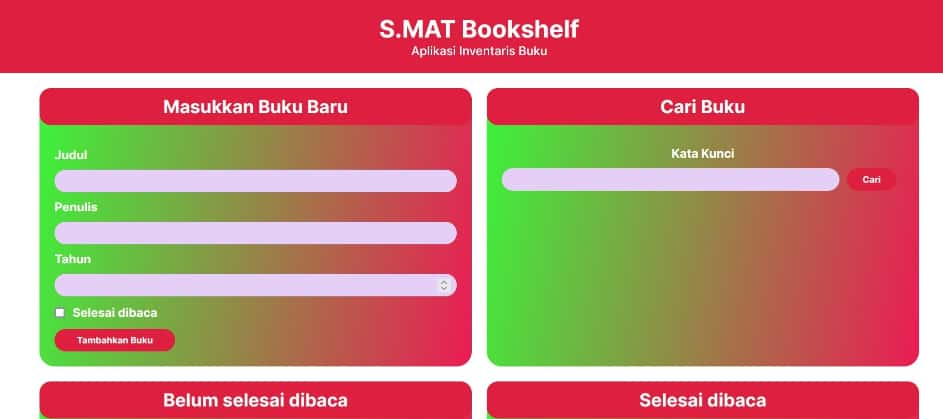 S.MAT Bookshelf
Aplikasi Inventaris Buku
Masukkan Buku Baru
Judul
Penulis
Tahun
Selesai dibaca
Tambahkan Buku
Cari Buku
Kata Kunci
Cari
Belum selesai dibaca
Selesai dibaca